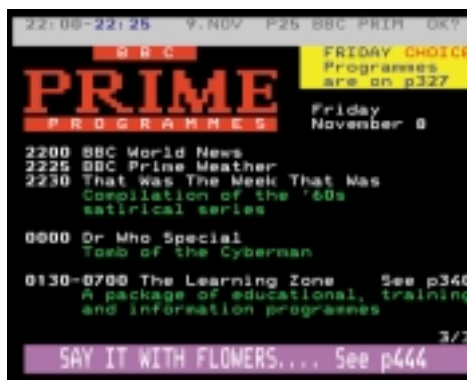 22:00-22:25 9.NOV P25 BBC PRIM OK?
BBC
PRIME
PROGRAMMES
FRIDAY CHOICE
Programmes
are on p327
Friday
November 8
2200 BBC World News
2225 BBC Prime Weather
2230 That Was The Week That Was
Compilation of the '60s
satirical series
0000 Dr Who Special
Tomb of the Cyberman
0130-0700 The Learning Zone See p340
A package of educational, training
and information programmes
3/
SAY IT WITH FLOWERS.... See p444